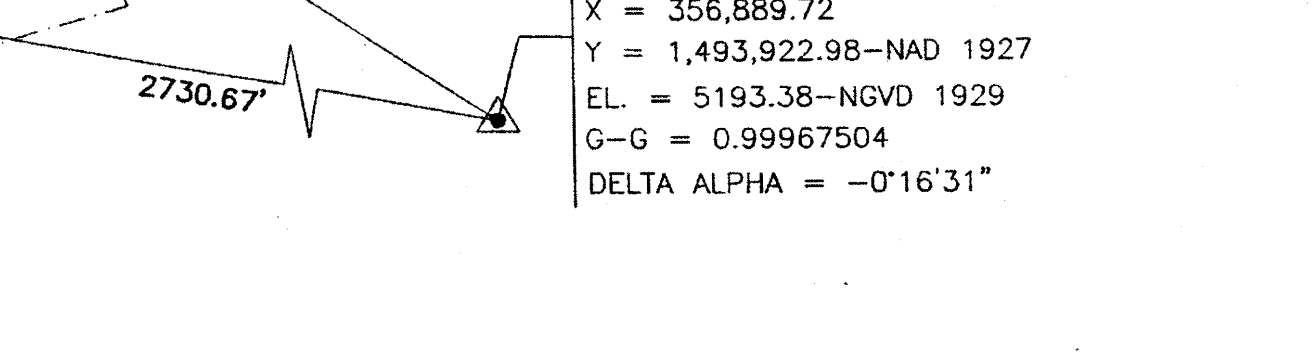 X = 356,889.72
Y = 1,493,922.98-NAD 1927
2730.67'
EL. = 5193.38-NGVD 1929
G-G = 0.99967504
DELTA ALPHA = -0°16'31"